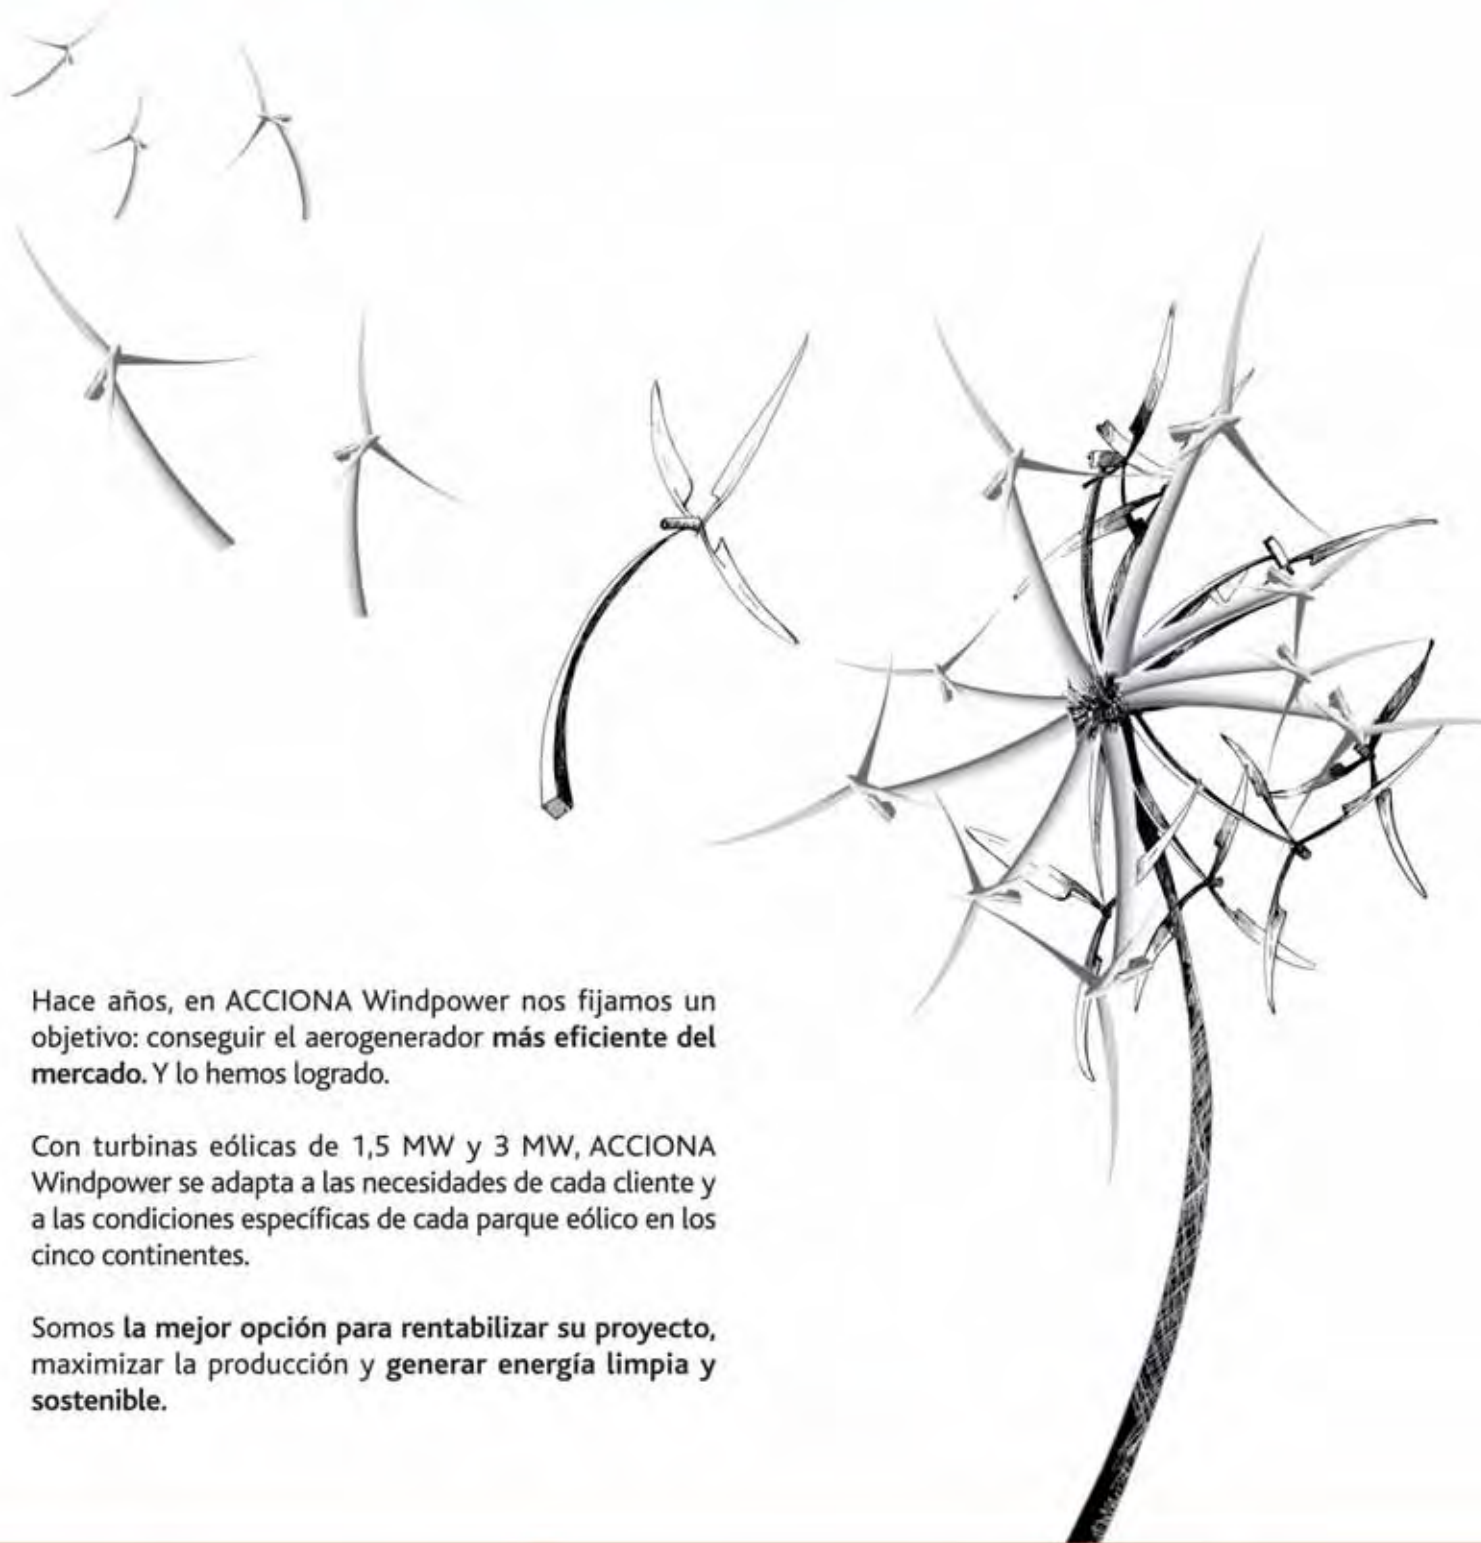 Hace años, en ACCIONA Windpower nos fijamos un
objetivo: conseguir el aerogenerador más eficiente del
mercado. Y lo hemos logrado.
Con turbinas eólicas de 1,5 MW y 3 MW, ACCIONA
Windpower se adapta a las necesidades de cada cliente y
a las condiciones específicas de cada parque eólico en los
cinco continentes.
Somos la mejor opción para rentabilizar su proyecto,
maximizar la producción y generar energía limpia y
sostenible.